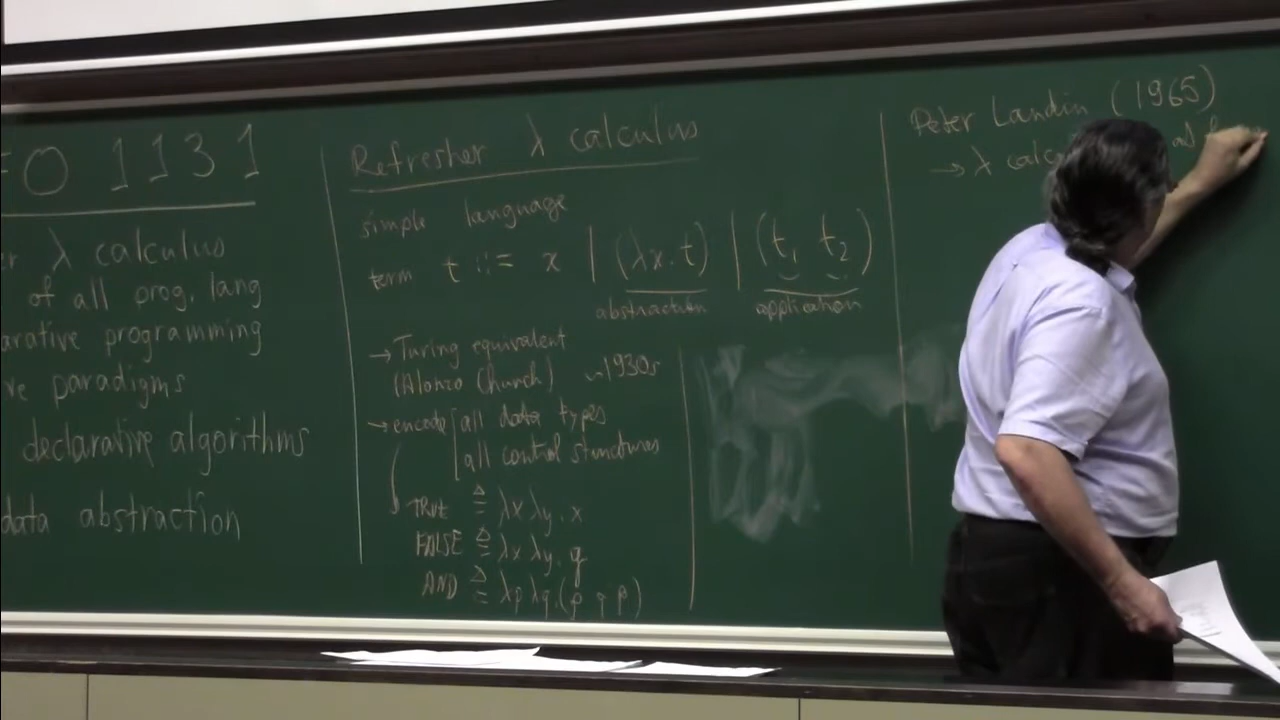 FO 1131
r λ calculus
of all prog. lang
arative programming
ve paradigms
declarative algorithms
data abstraction
Refresher λ calculus
simple language
term t ::= x | (λx.t) | (t₁ t₂)
abstraction application
→ Turing equivalent
(Alonzo Church) ~1930s
→ encode [all data types
all control structures
TRUE ≜ λx λy. x
FALSE ≜ λx λy. y
AND ≜ λp λq. (p q p)
Peter Landin (1965)
→ λ calc